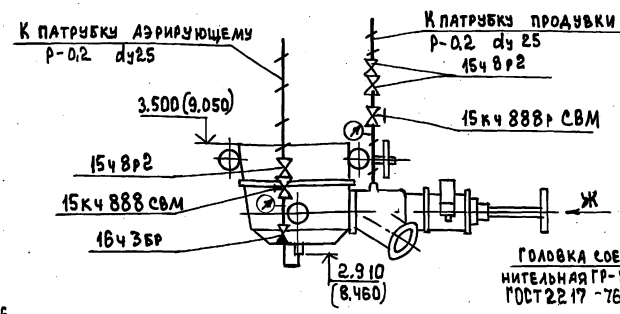 К ПАТРУБКУ АЭРИРУЮЩЕМУ
Р-0,2 dу25
К ПАТРУБКУ ПРОДУВКИ
Р-0,2 dу 25
15ч 8р2
15кч 888р СВМ
3.500 (9.050)
15ч 8р2
15кч 888 СВМ
16ч 3БР
Ж
2.910
(8.460)
ГОЛОВКА СОЕ
НИТЕЛЬНАЯ ГР-
ГОСТ 2217-76